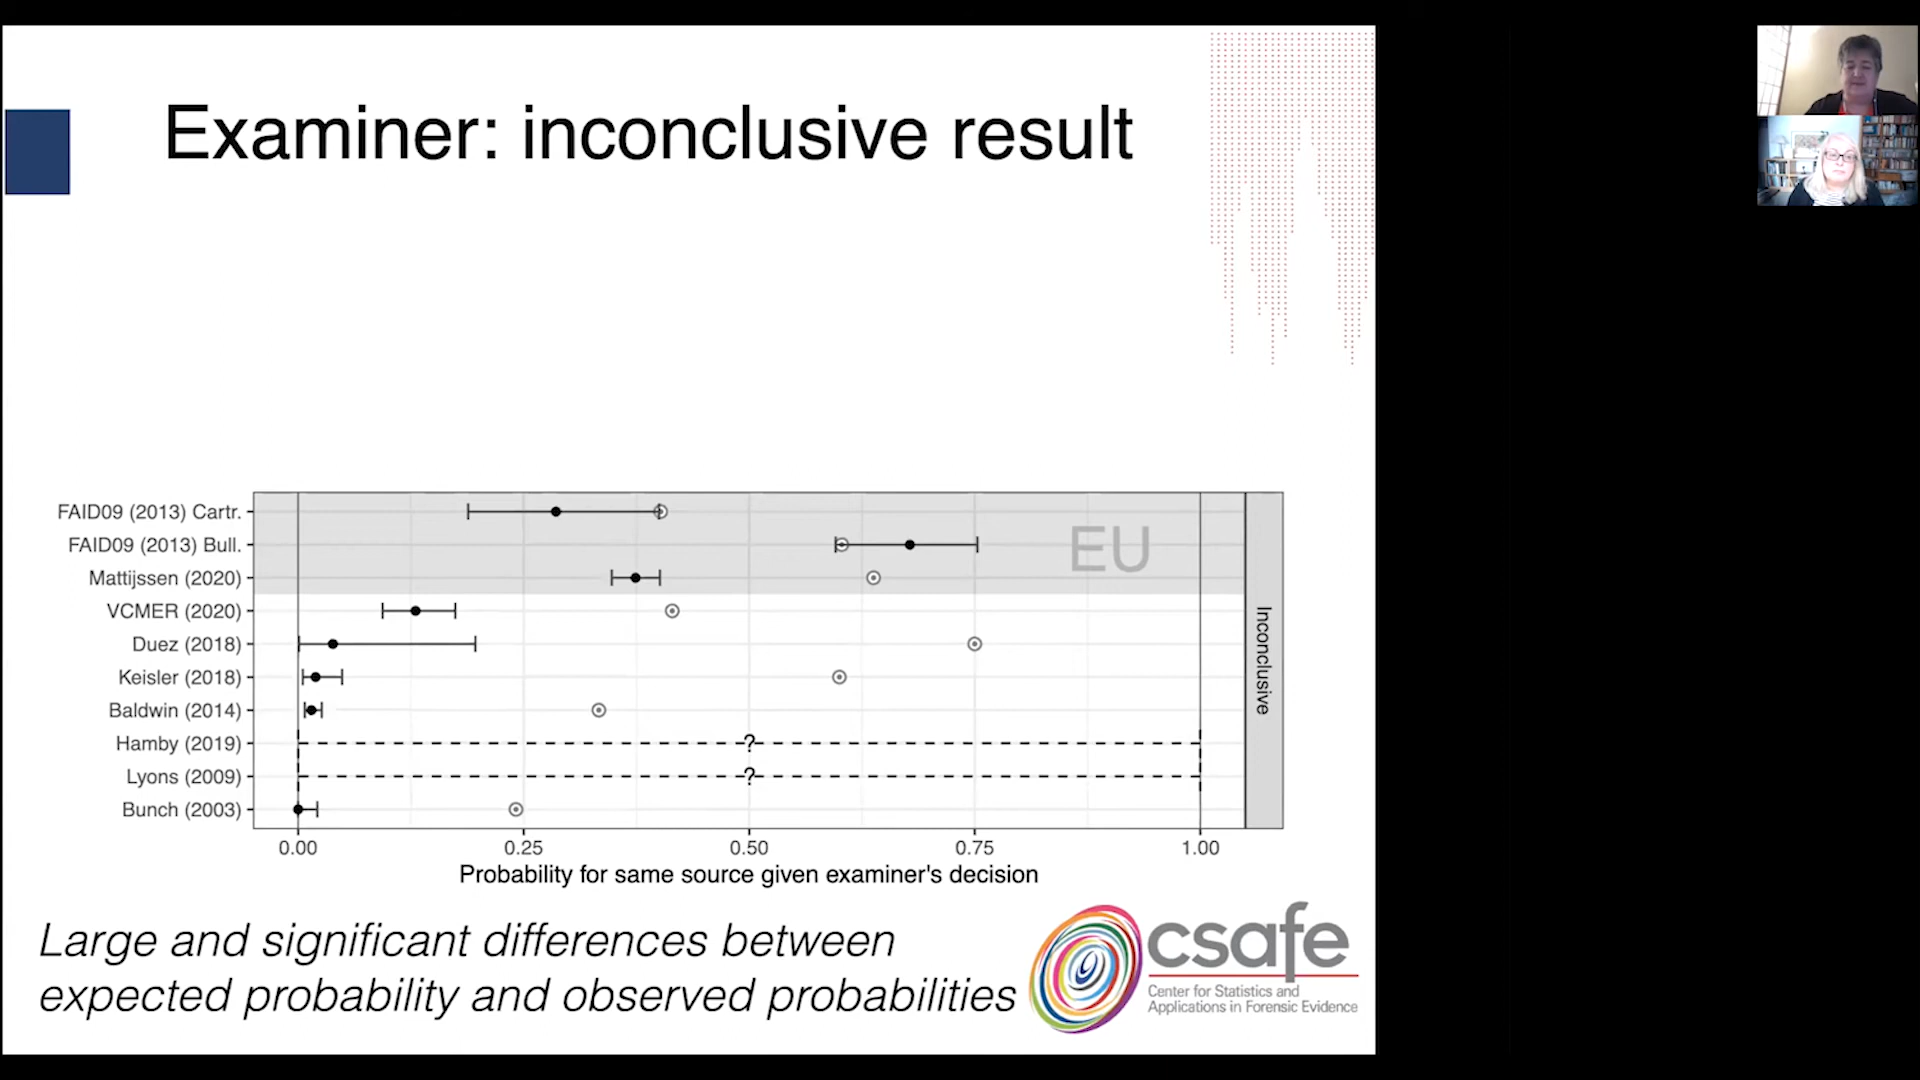 Examiner: inconclusive result
FAID09 (2013) Cartr.
FAID09 (2013) Bull.
EU
Mattijssen (2020)
VCMER (2020)
Duez (2018)
Keisler (2018)
Baldwin (2014)
Hamby (2019)
?
Lyons (2009)
?
Bunch (2003)
Inconclusive
0.00 0.25 0.50 0.75 1.00
Probability for same source given examiner's decision
Large and significant differences between
expected probability and observed probabilities
csafe
Center for Statistics and
Applications in Forensic Evidence